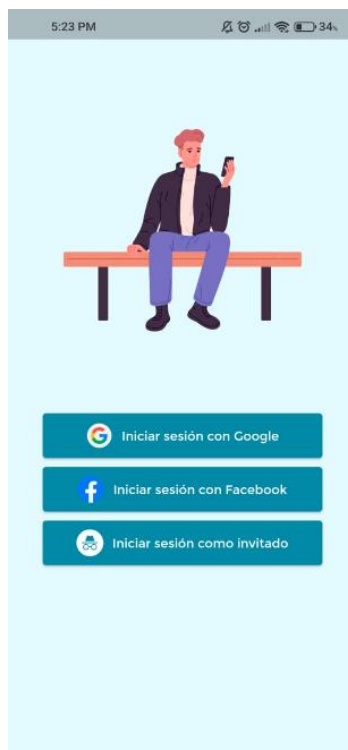 5:23 PM 34%
Iniciar sesión con Google
Iniciar sesión con Facebook
Iniciar sesión como invitado